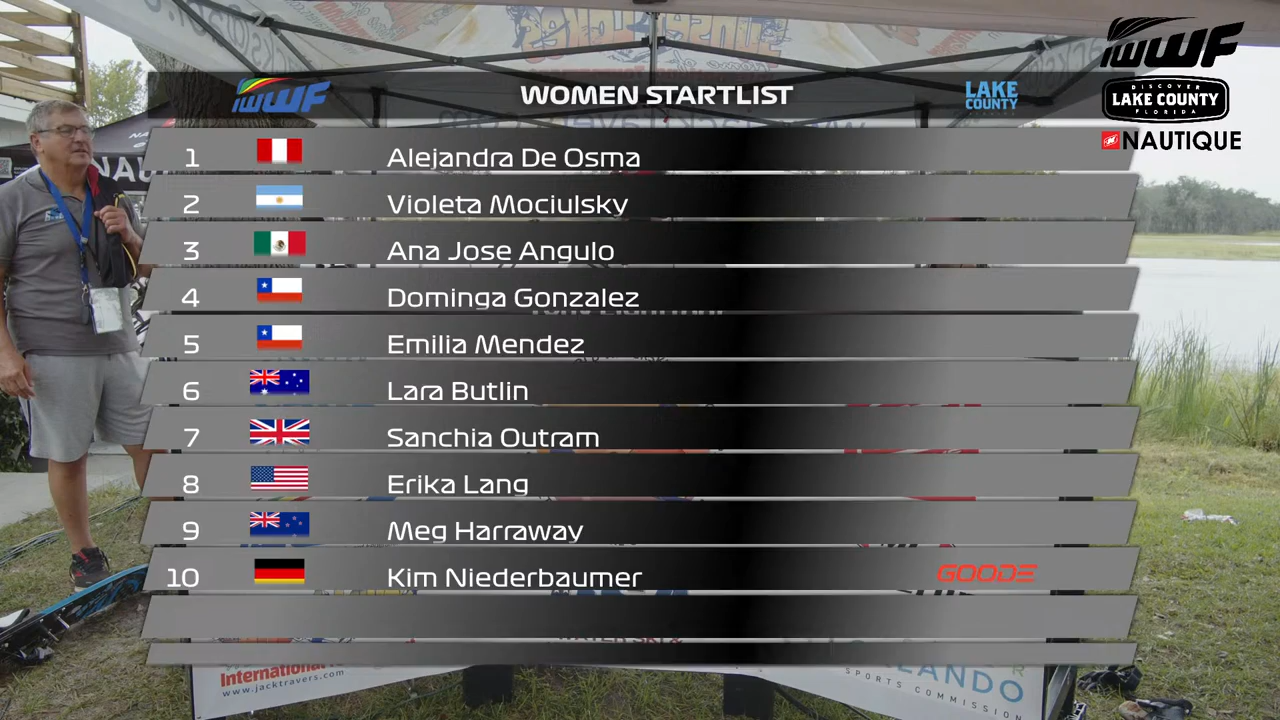 IWWF
WOMEN STARTLIST
LAKE
COUNTY
IWWF
DISCOVER
LAKE COUNTY
FLORIDA
NAUTIQUE
1 Alejandra De Osma
2 Violeta Mociulsky
3 Ana Jose Angulo
4 Dominga Gonzalez
5 Emilia Mendez
6 Lara Butlin
7 Sanchia Outram
8 Erika Lang
9 Meg Harraway
10 Kim Niederbaumer GOODE
International
www.jacktravers.com
SPORTS COMMISSION